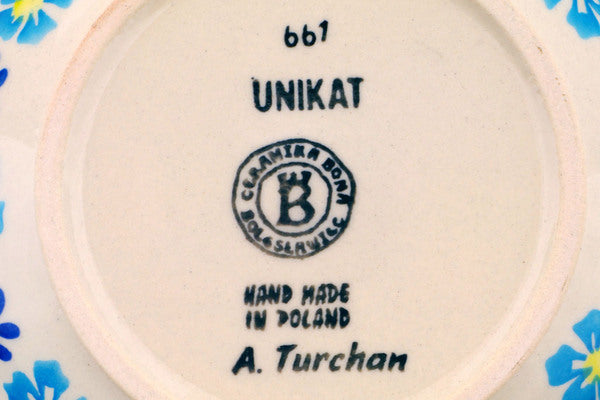 661
UNIKAT
CERAMIKA BONA
B
BOLESŁAWIEC
HAND MADE
IN POLAND
A. Turchan